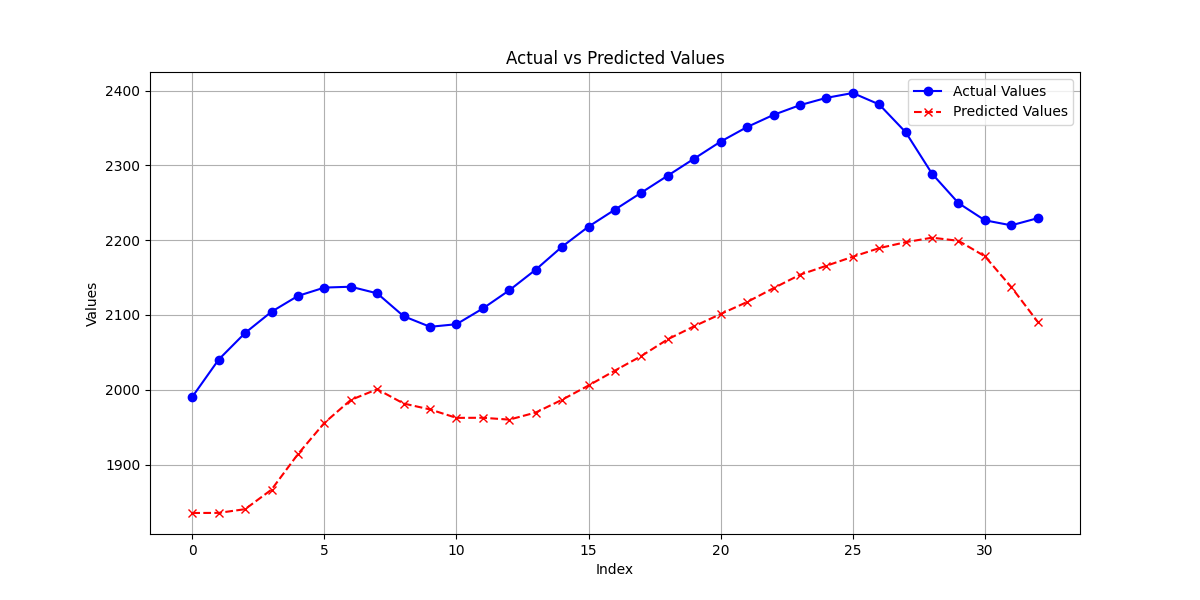 Actual vs Predicted Values
Actual Values
Predicted Values
2400
2300
2200
2100
2000
1900
Values
0 5 10 15 20 25 30
Index